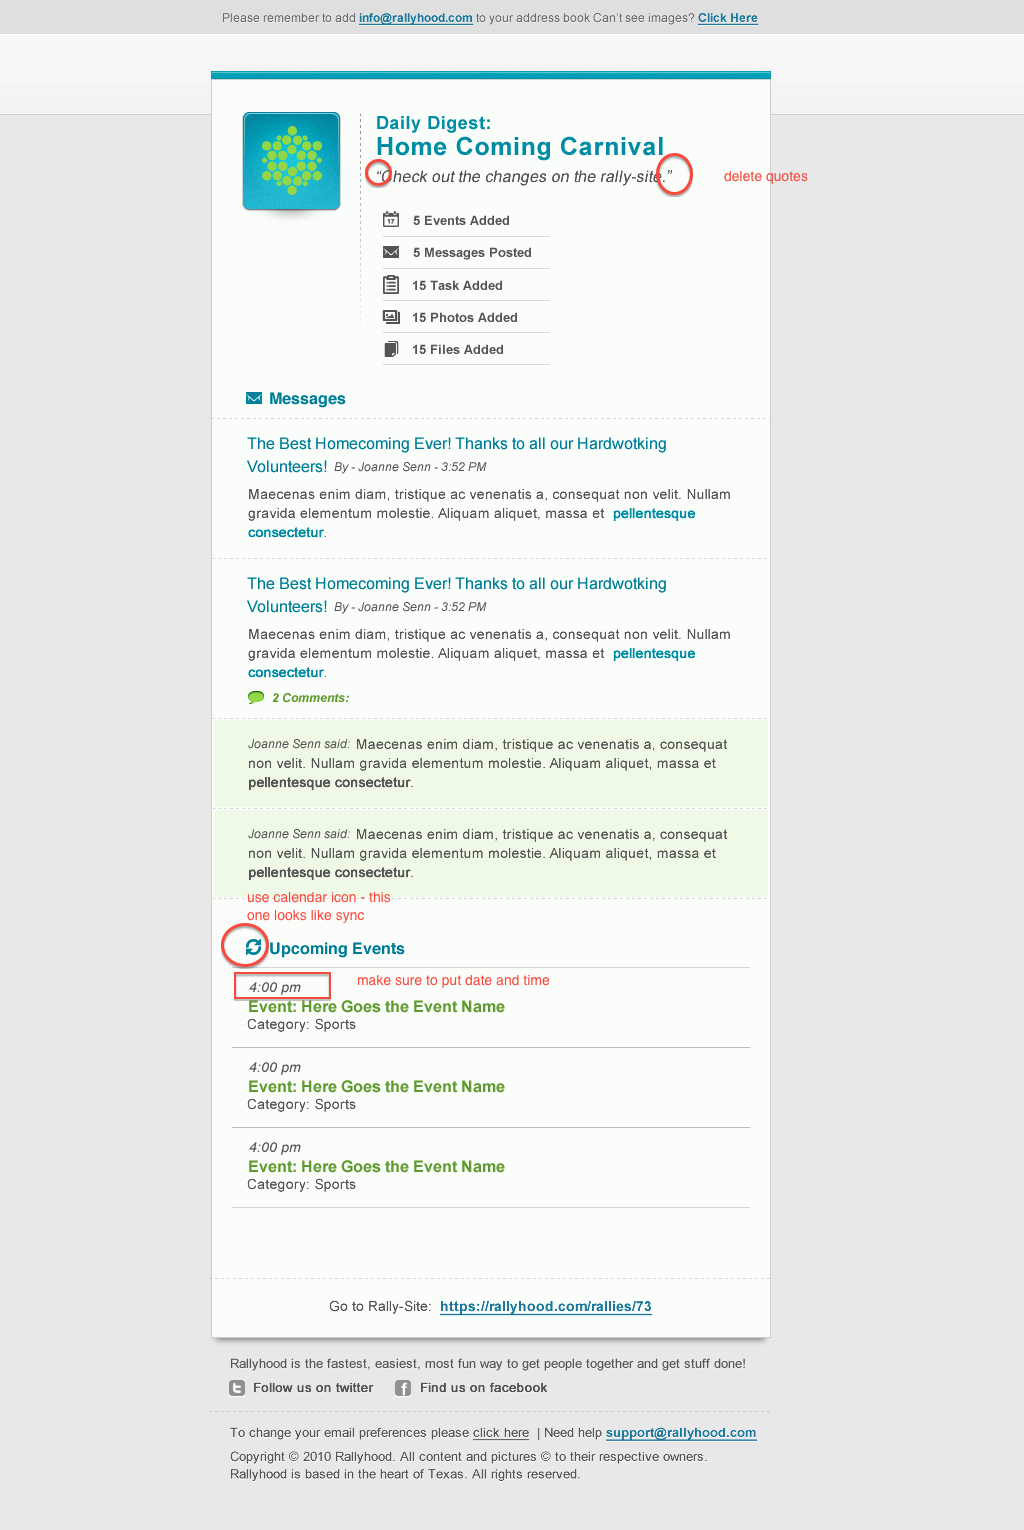 Please remember to add info@rallyhood.com to your address book Can't see images? Click Here
Daily Digest:
Home Coming Carnival
“Check out the changes on the rally-site.”
delete quotes
17
5 Events Added
5 Messages Posted
15 Task Added
15 Photos Added
15 Files Added
Messages
The Best Homecoming Ever! Thanks to all our Hardwotking
Volunteers! By - Joanne Senn - 3:52 PM
Maecenas enim diam, tristique ac venenatis a, consequat non velit. Nullam
gravida elementum molestie. Aliquam aliquet, massa et pellentesque
consectetur.
The Best Homecoming Ever! Thanks to all our Hardwotking
Volunteers! By - Joanne Senn - 3:52 PM
Maecenas enim diam, tristique ac venenatis a, consequat non velit. Nullam
gravida elementum molestie. Aliquam aliquet, massa et pellentesque
consectetur.
2 Comments:
Joanne Senn said: Maecenas enim diam, tristique ac venenatis a, consequat
non velit. Nullam gravida elementum molestie. Aliquam aliquet, massa et
pellentesque consectetur.
Joanne Senn said: Maecenas enim diam, tristique ac venenatis a, consequat
non velit. Nullam gravida elementum molestie. Aliquam aliquet, massa et
pellentesque consectetur.
use calendar icon - this
one looks like sync
Upcoming Events
4:00 pm
make sure to put date and time
Event: Here Goes the Event Name
Category: Sports
4:00 pm
Event: Here Goes the Event Name
Category: Sports
4:00 pm
Event: Here Goes the Event Name
Category: Sports
Go to Rally-Site: https://rallyhood.com/rallies/73
Rallyhood is the fastest, easiest, most fun way to get people together and get stuff done!
Follow us on twitter Find us on facebook
To change your email preferences please click here | Need help support@rallyhood.com
Copyright © 2010 Rallyhood. All content and pictures © to their respective owners.
Rallyhood is based in the heart of Texas. All rights reserved.